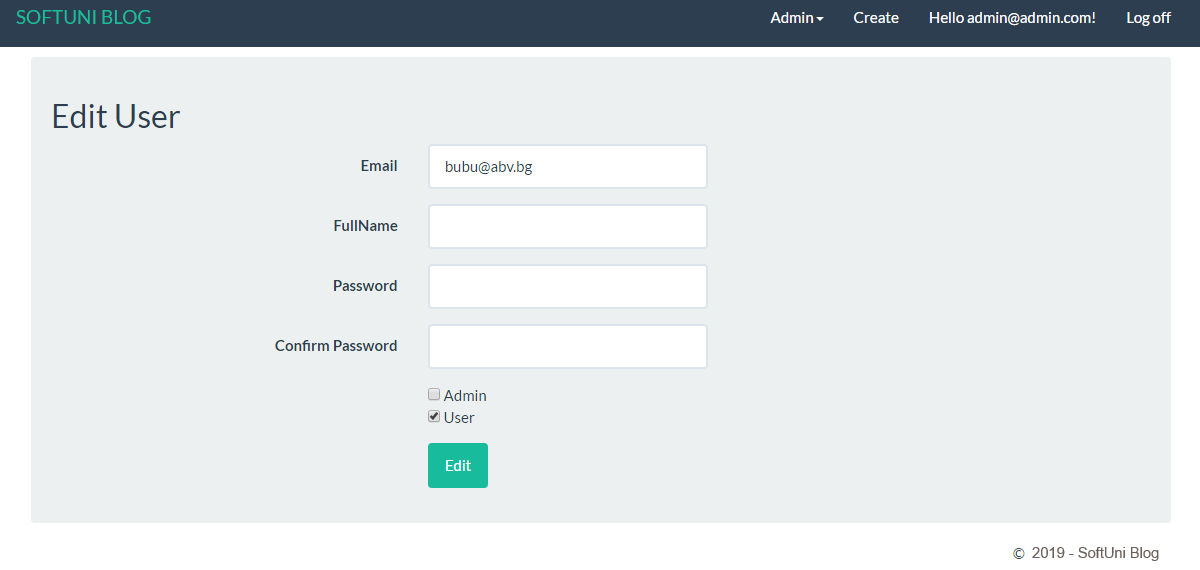 SOFTUNI BLOG Admin Create Hello admin@admin.com! Log off
Edit User
Email bubu@abv.bg
FullName
Password
Confirm Password
Admin
User
Edit
© 2019 - SoftUni Blog